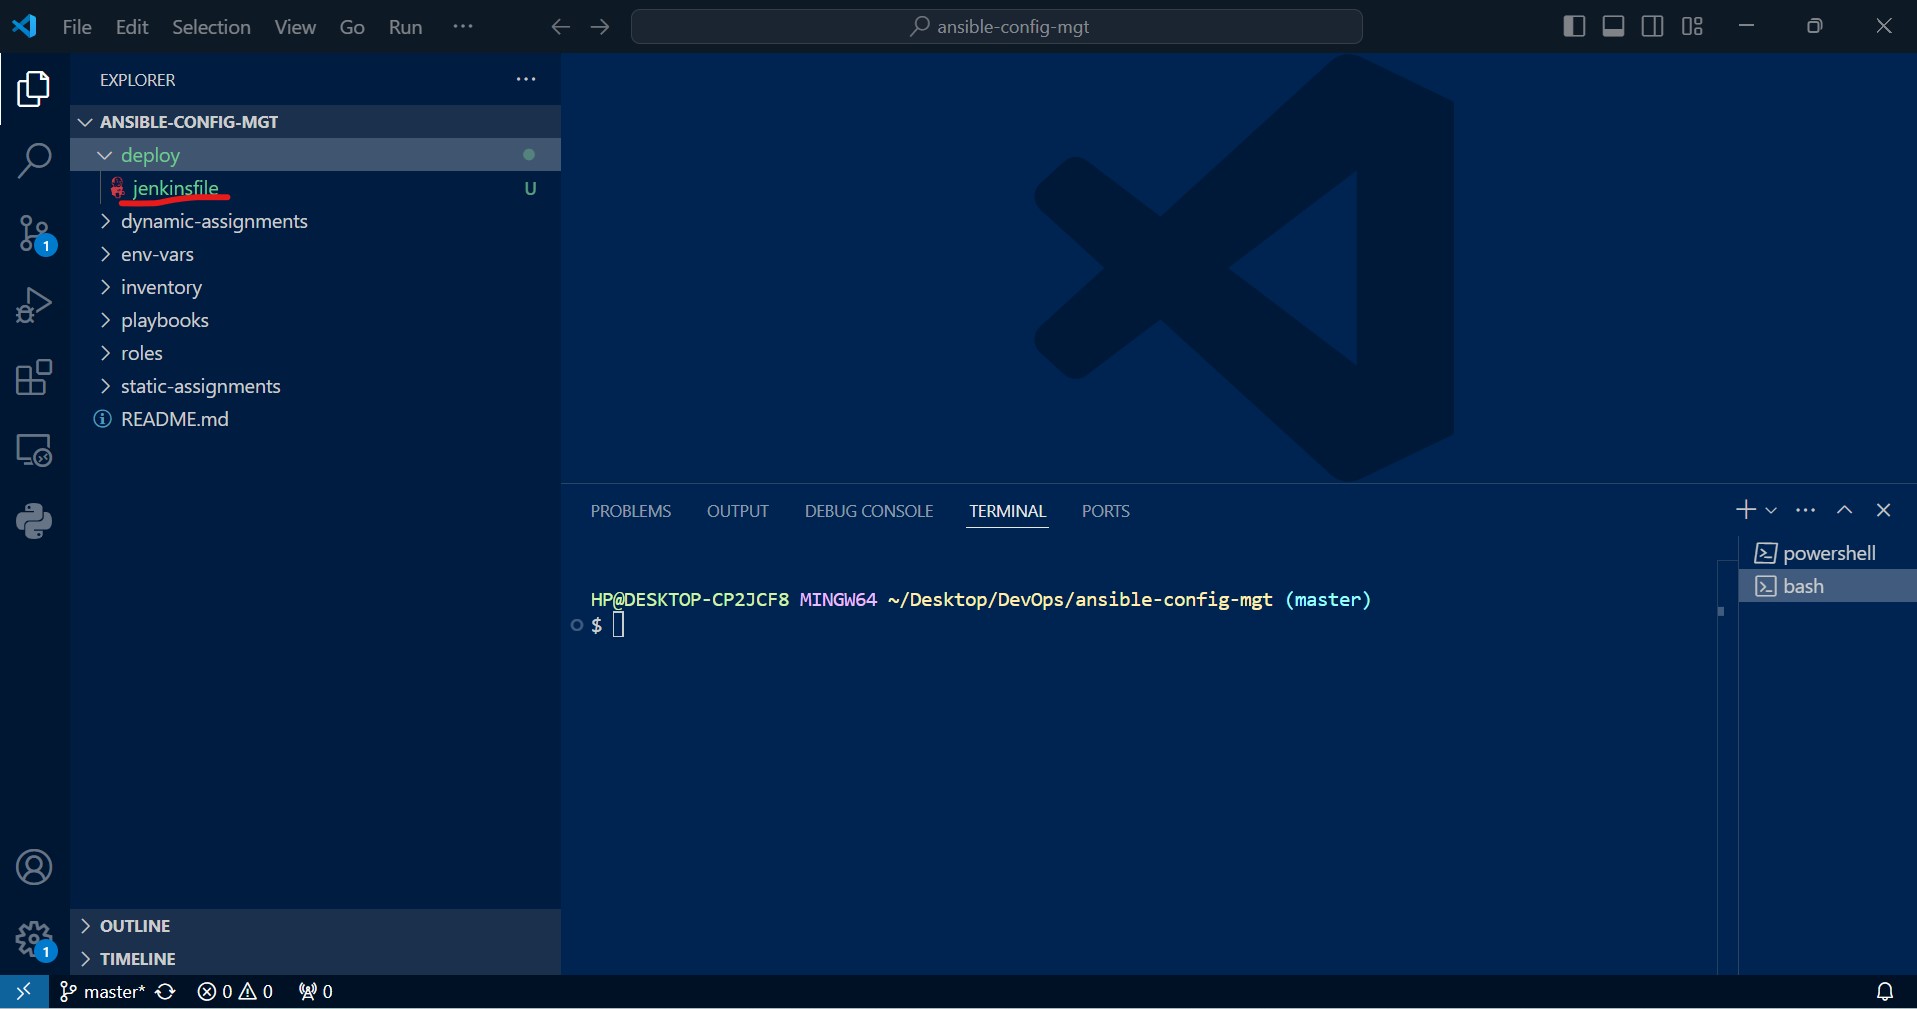 File Edit Selection View Go Run ···
ansible-config-mgt
EXPLORER ···
ANSIBLE-CONFIG-MGT
deploy
jenkinsfile U
dynamic-assignments
env-vars
inventory
playbooks
roles
static-assignments
README.md
PROBLEMS OUTPUT DEBUG CONSOLE TERMINAL PORTS
HP@DESKTOP-CP2JCF8 MINGW64 ~/Desktop/DevOps/ansible-config-mgt (master)
$
powershell
bash
1
OUTLINE
1
TIMELINE
master* 0 0 0